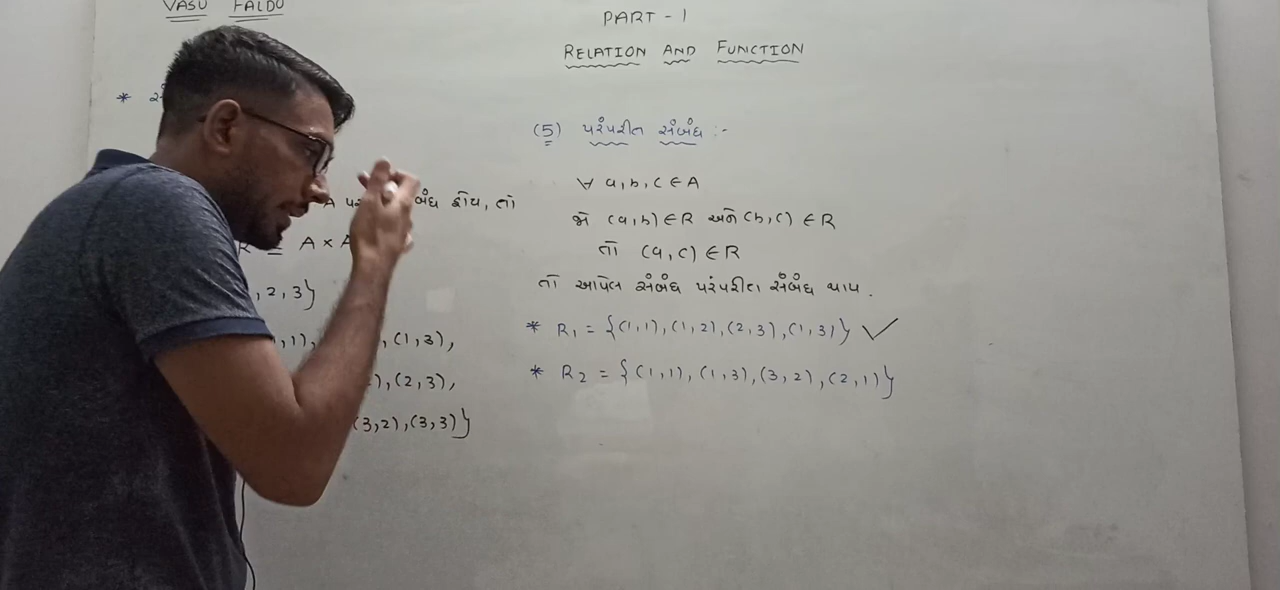 VASU FALDU
PART - 1
RELATION AND FUNCTION
*
A બંધ હોય, તો
R = A × A
, 2, 3}
, 1), (1, 3),
), (2, 3),
(3, 2), (3, 3)}
(5) પરંપરીત સંબંધ :-
∀ a, b, c ∈ A
જો (a, b) ∈ R અને (b, c) ∈ R
તો (a, c) ∈ R
તો આપેલ સંબંધ પરંપરીત સંબંધ થાય.
* R₁ = {(1, 1), (1, 2), (2, 3), (1, 3)} ✓
* R₂ = {(1, 1), (1, 3), (3, 2), (2, 1)}